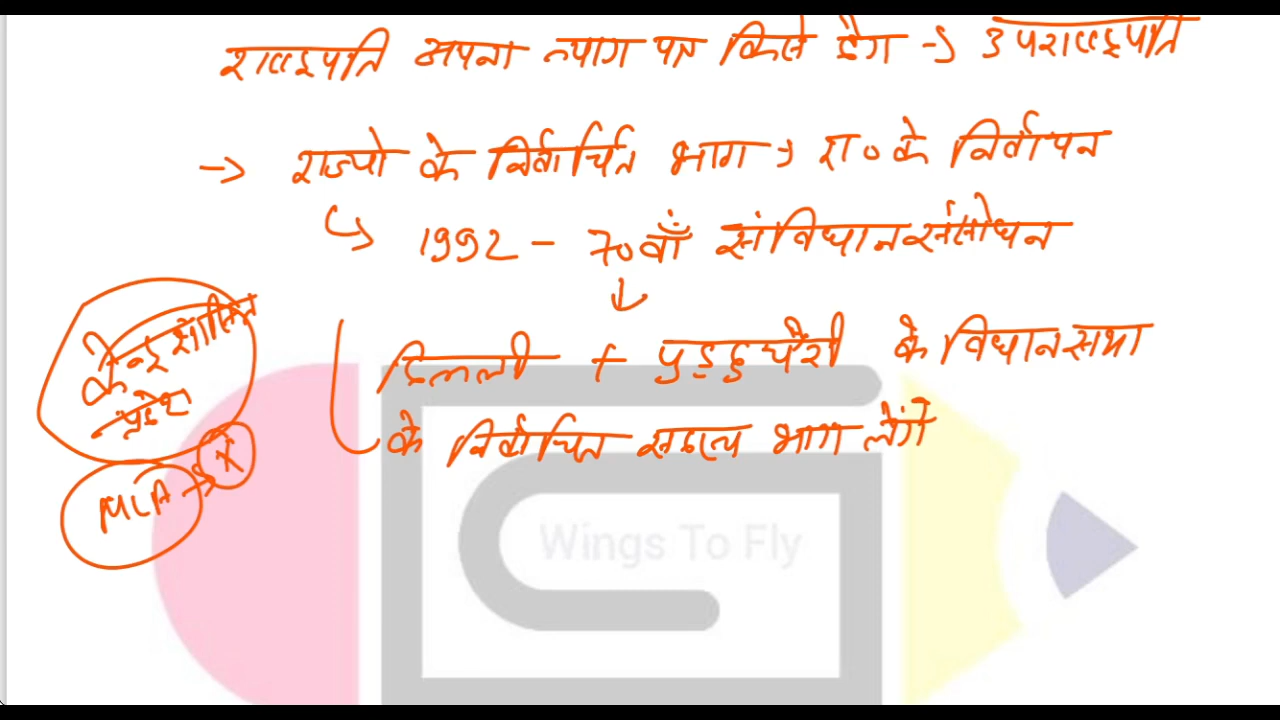 राष्ट्रपति अपना त्याग पत्र किसे देगा → उपराष्ट्रपति
→ राज्यो के निर्वाचित भाग → रा० के निर्वाचन
↳ 1992 - 70वाँ संविधान संसोधन
↓
दिल्ली + पुडुचेरी के विधानसभा
के निर्वाचित सदस्य भाग लेंगे
केन्द्र शासित
प्रदेश
MLA → X
Wings To Fly